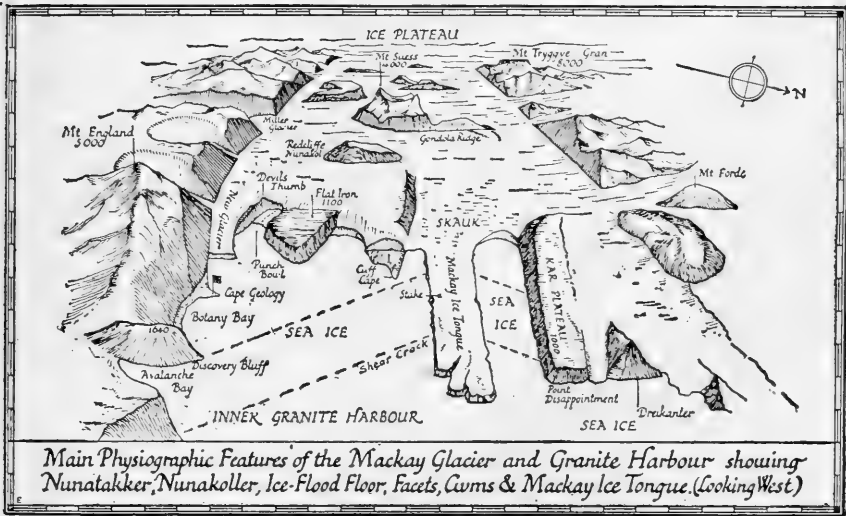 ICE PLATEAU
Mt Suess
4000
Mt Tryggve Gran
8000
N
Miller
Glacier
Mt England
5000
Gondola Ridge
Redcliffe
Nunakol
Mt Forde
Devils
Thumb
Flat Iron
1100
New Glacier
SKAUK
Punch
Bowl
Cuff
Cape
Mackay Ice Tongue
KAR PLATEAU
1000
Cape Geology
Stake
SEA
ICE
Botany Bay
SEA ICE
1040
Shear Crack
Discovery Bluff
Avalanche
Bay
Point
Disappointment
Dreikanter
INNER GRANITE HARBOUR
SEA ICE
Main Physiographic Features of the Mackay Glacier and Granite Harbour showing
Nunatakker, Nunakoller, Ice-Flood Floor, Facets, Cwms & Mackay Ice Tongue. (Looking West)